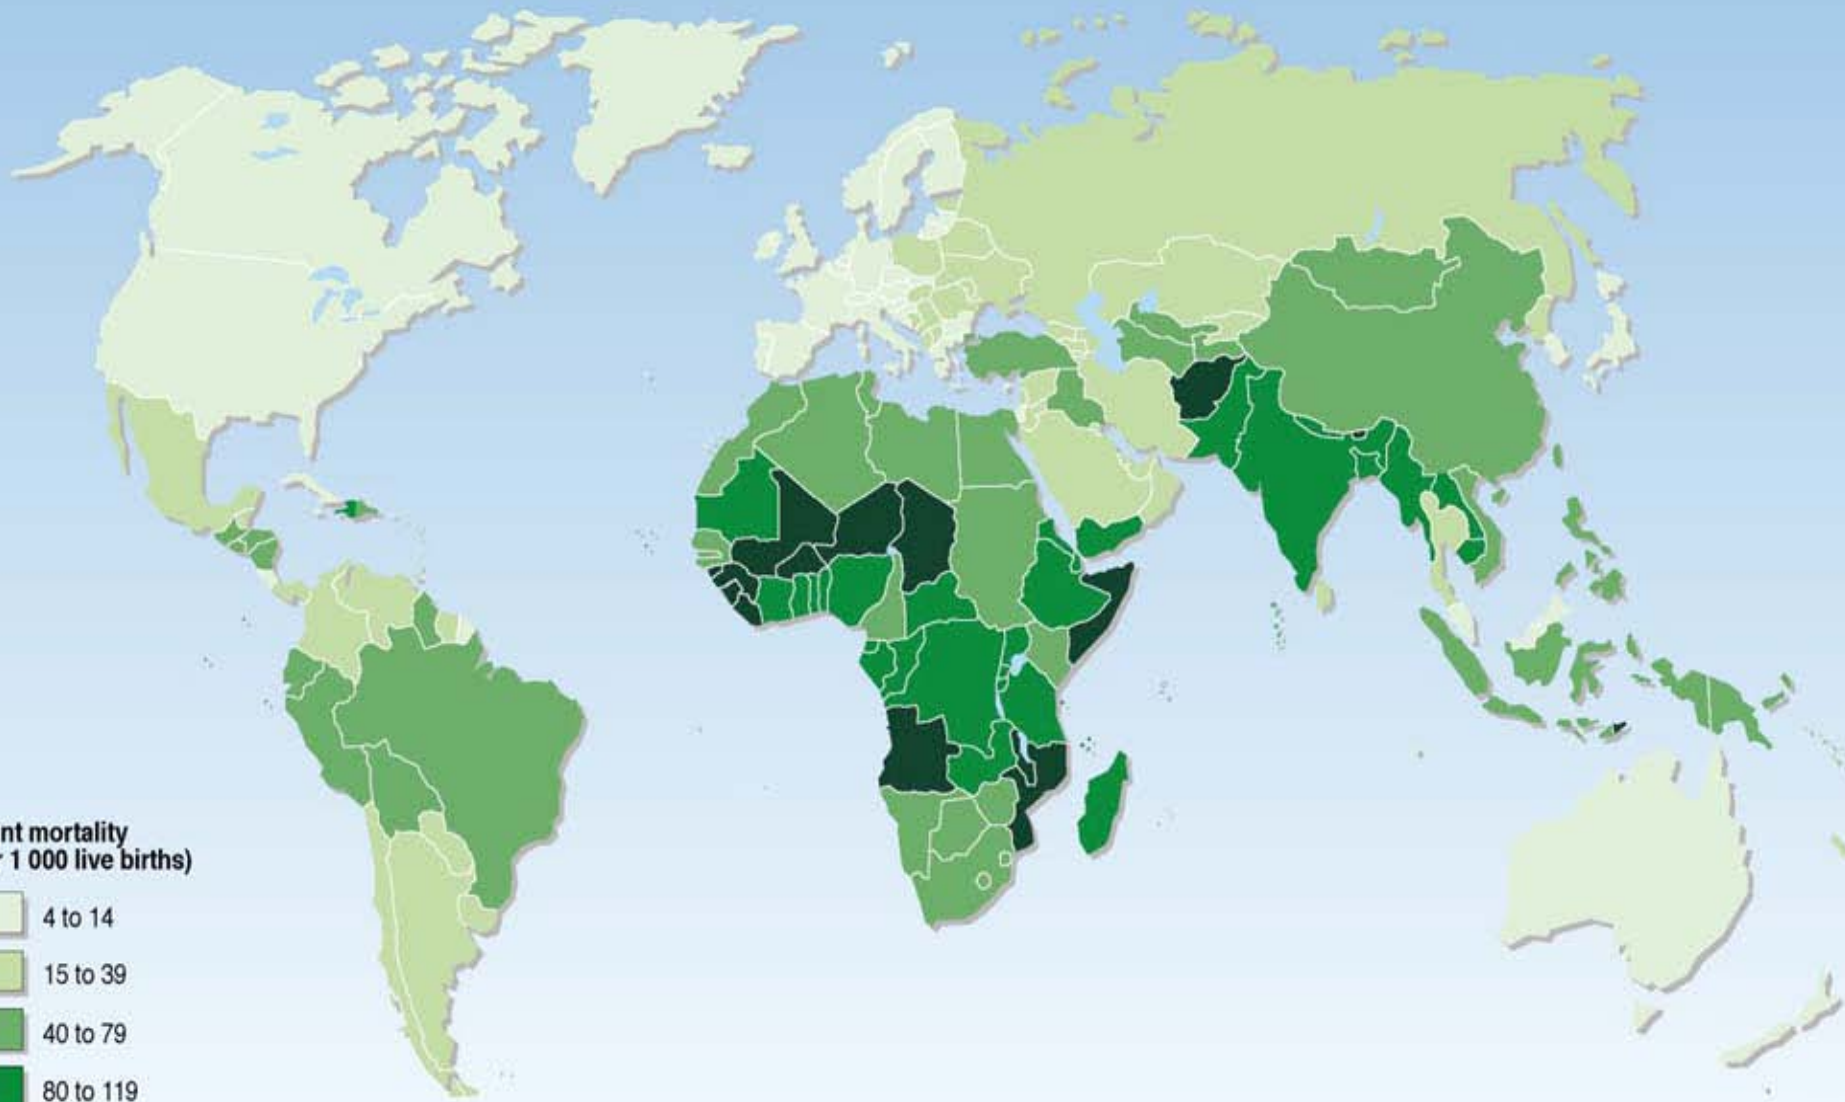 nt mortality
1 000 live births)
4 to 14
15 to 39
40 to 79
80 to 119